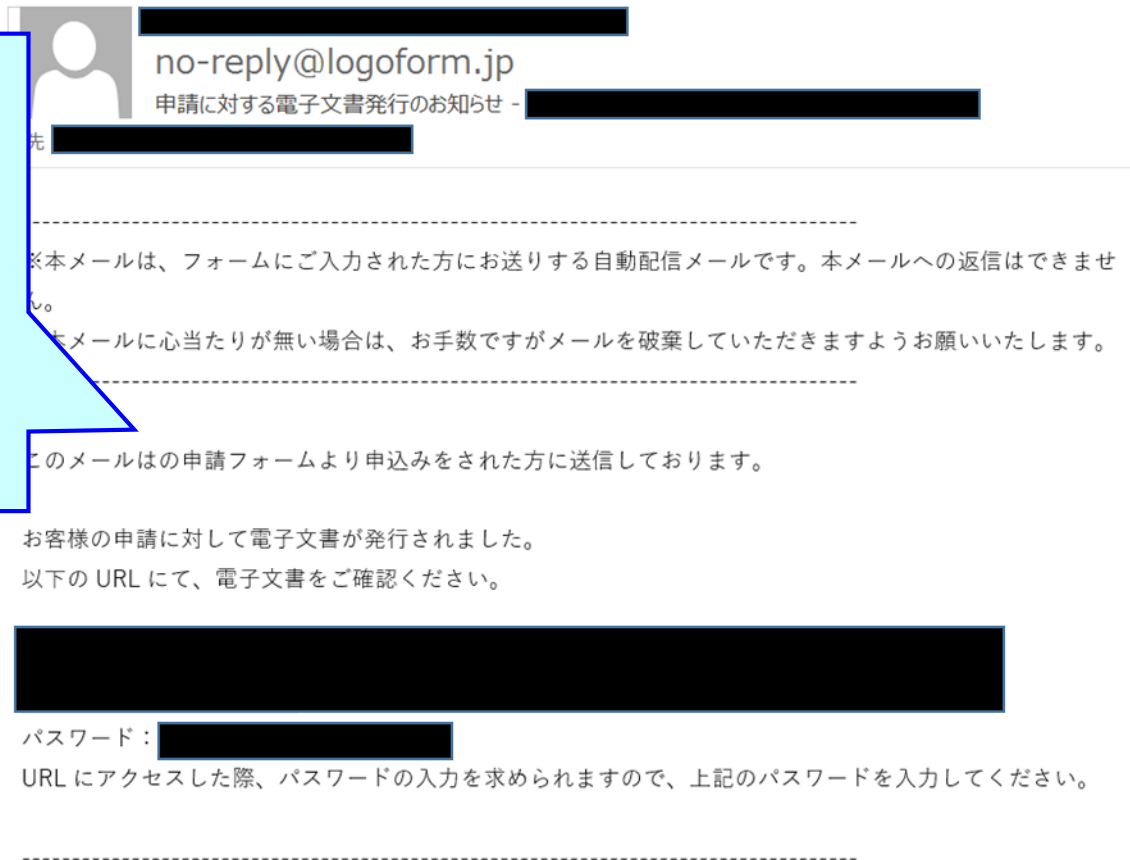 no-reply@logoform.jp
申請に対する電子文書発行のお知らせ -
先
--------------------------------------------------------------------------------
※本メールは、フォームにご入力された方にお送りする自動配信メールです。本メールへの返信はできませ
ん。
本メールに心当たりが無い場合は、お手数ですがメールを破棄していただきますようお願いいたします。
--------------------------------------------------------------------------------
このメールはの申請フォームより申込みをされた方に送信しております。
お客様の申請に対して電子文書が発行されました。
以下の URL にて、電子文書をご確認ください。
パスワード：
URL にアクセスした際、パスワードの入力を求められますので、上記のパスワードを入力してください。
--------------------------------------------------------------------------------